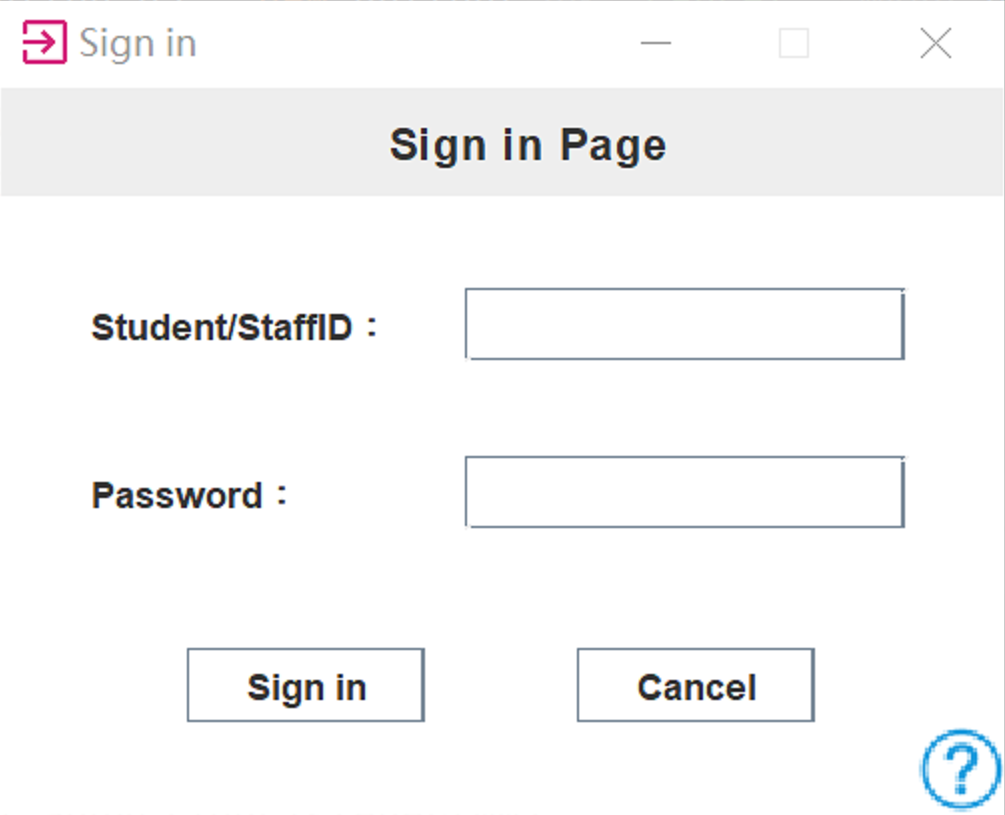 Sign in
Sign in Page
Student/StaffID：
Password：
Sign in
Cancel
?